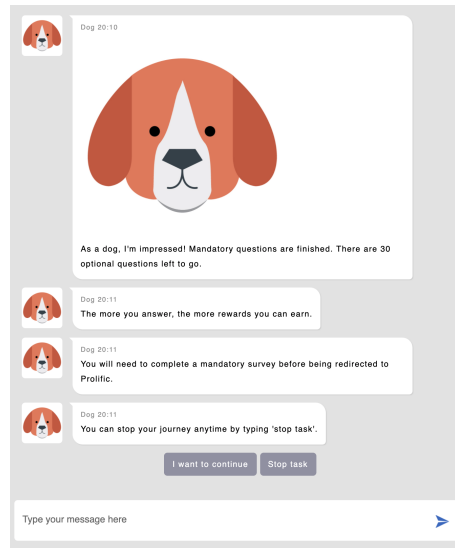 Dog 20:10
As a dog, I'm impressed! Mandatory questions are finished. There are 30
optional questions left to go.
Dog 20:11
The more you answer, the more rewards you can earn.
Dog 20:11
You will need to complete a mandatory survey before being redirected to
Prolific.
Dog 20:11
You can stop your journey anytime by typing 'stop task'.
I want to continue
Stop task
Type your message here